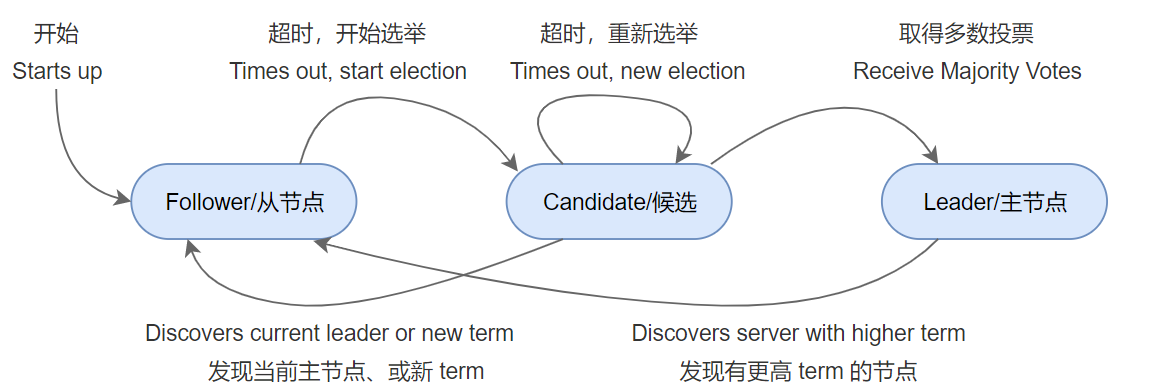 开始
Starts up
超时，开始选举
Times out, start election
超时，重新选举
Times out, new election
取得多数投票
Receive Majority Votes
Follower/从节点
Candidate/候选
Leader/主节点
Discovers current leader or new term
发现当前主节点、或新 term
Discovers server with higher term
发现有更高 term 的节点